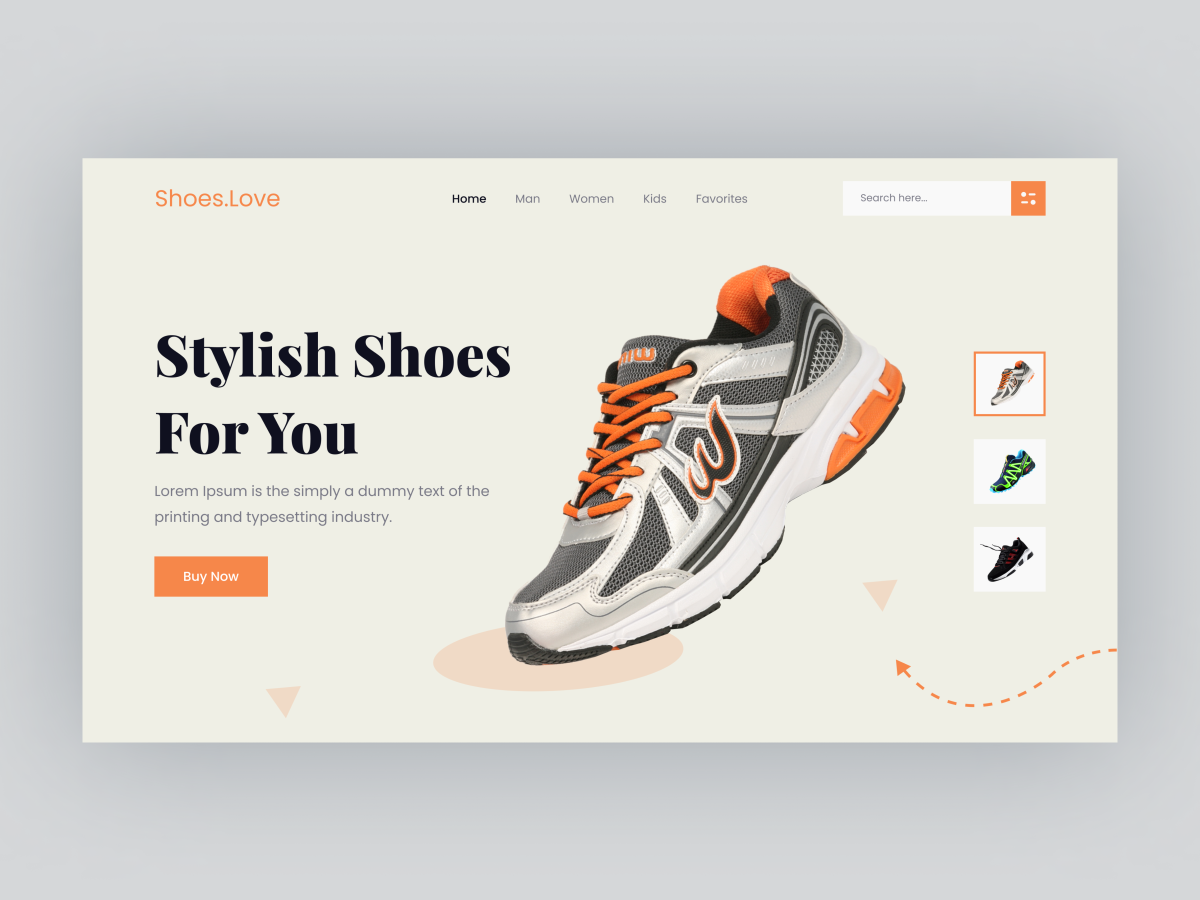 Shoes.Love
Home Man Women Kids Favorites
Search here...
Stylish Shoes
For You
Lorem Ipsum is the simply a dummy text of the
printing and typesetting industry.
Buy Now